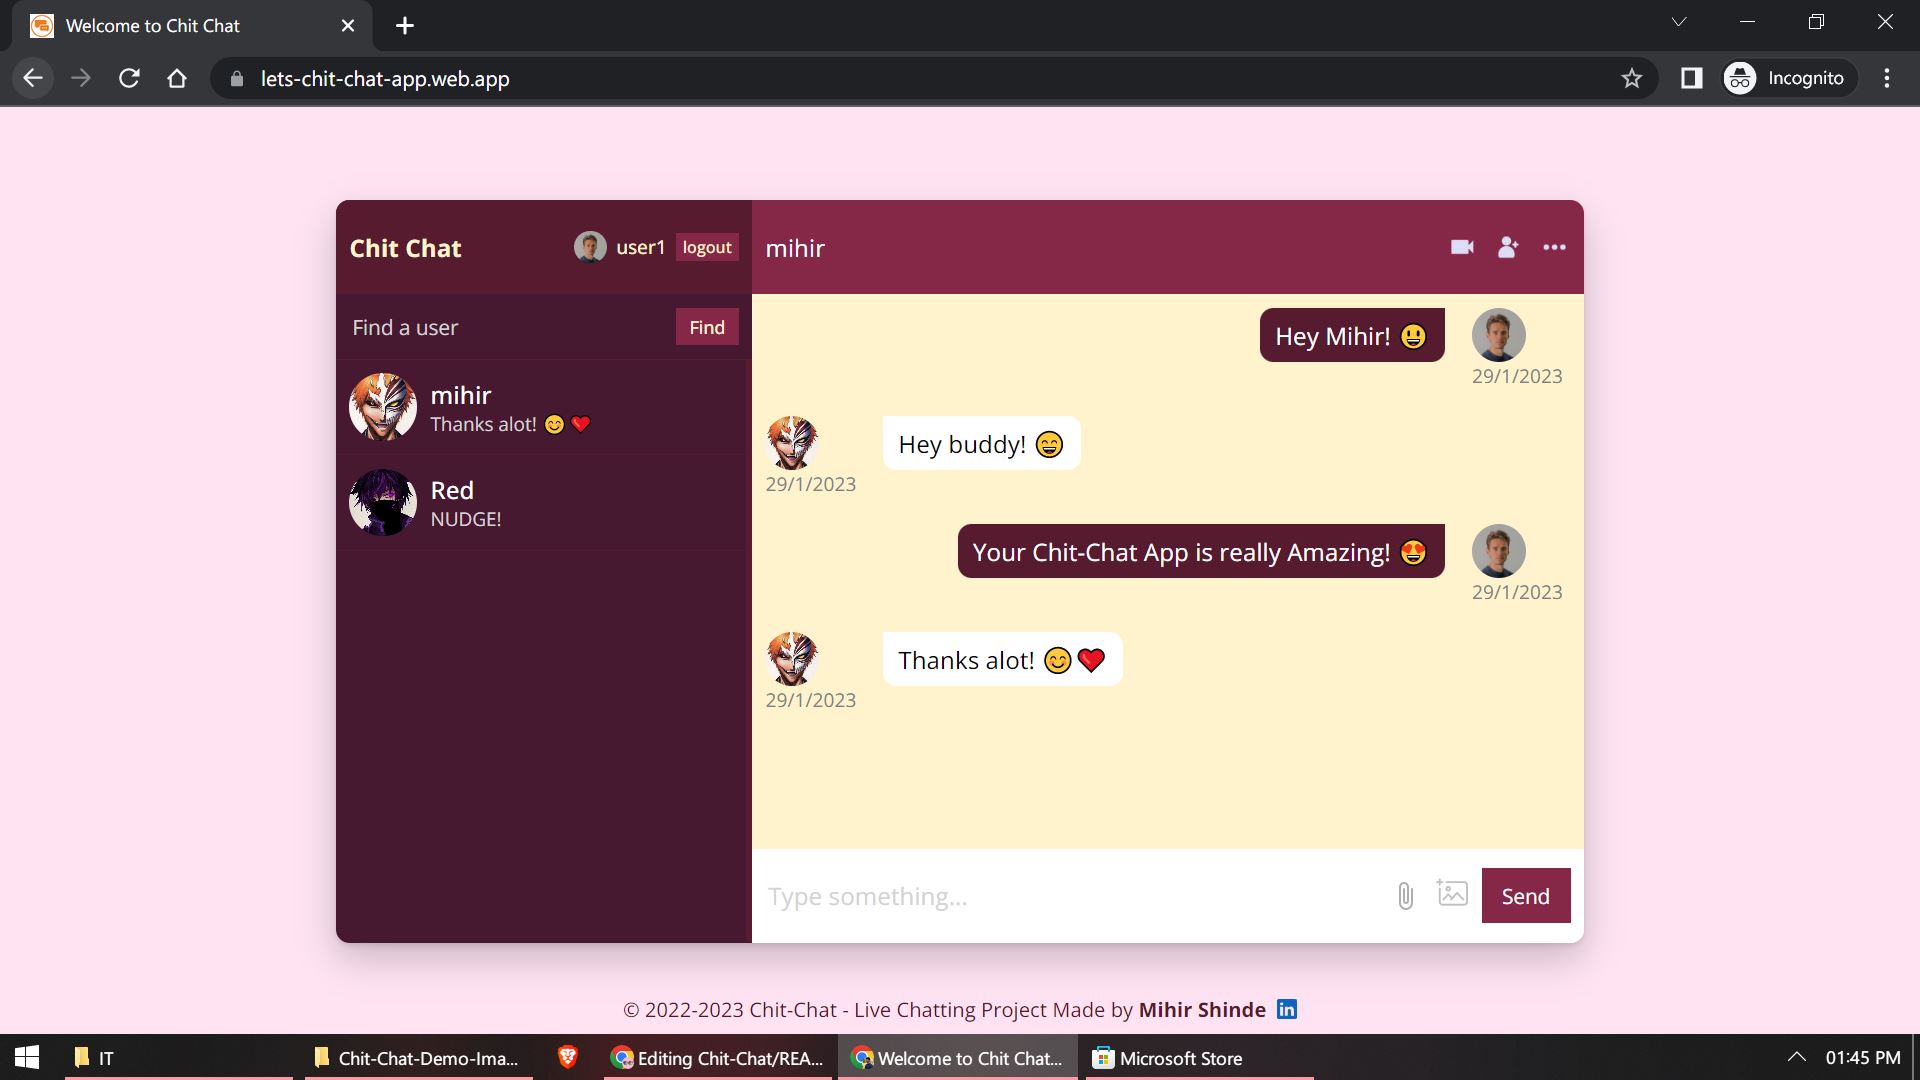 Welcome to Chit Chat
lets-chit-chat-app.web.app
Incognito
Chit Chat
user1
logout
mihir
Find a user
Find
mihir
Thanks alot! 😊❤️
Red
NUDGE!
Hey Mihir! 😃
29/1/2023
Hey buddy! 😄
29/1/2023
Your Chit-Chat App is really Amazing! 😍
29/1/2023
Thanks alot! 😊❤️
29/1/2023
Type something...
Send
© 2022-2023 Chit-Chat - Live Chatting Project Made by Mihir Shinde in
IT
Chit-Chat-Demo-Ima...
Editing Chit-Chat/REA...
Welcome to Chit Chat...
Microsoft Store
01:45 PM